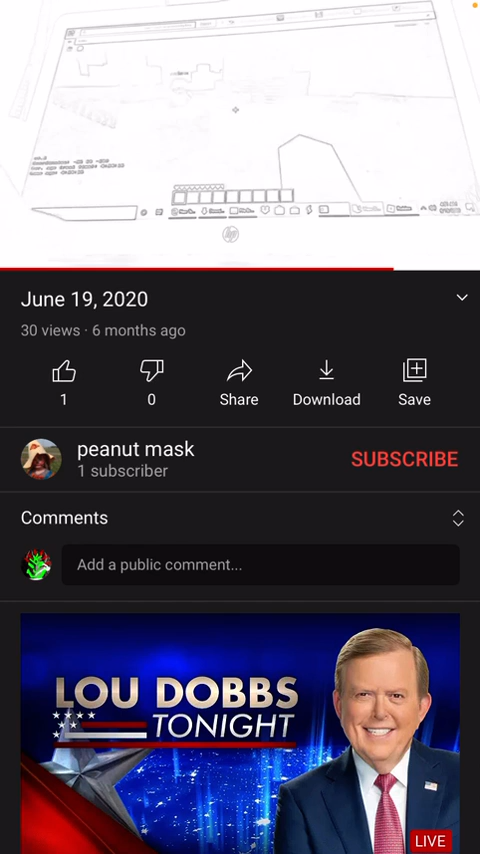 hp
June 19, 2020
30 views · 6 months ago
1
0
Share
Download
Save
peanut mask
1 subscriber
SUBSCRIBE
Comments
Add a public comment...
LOU DOBBS
TONIGHT
LIVE